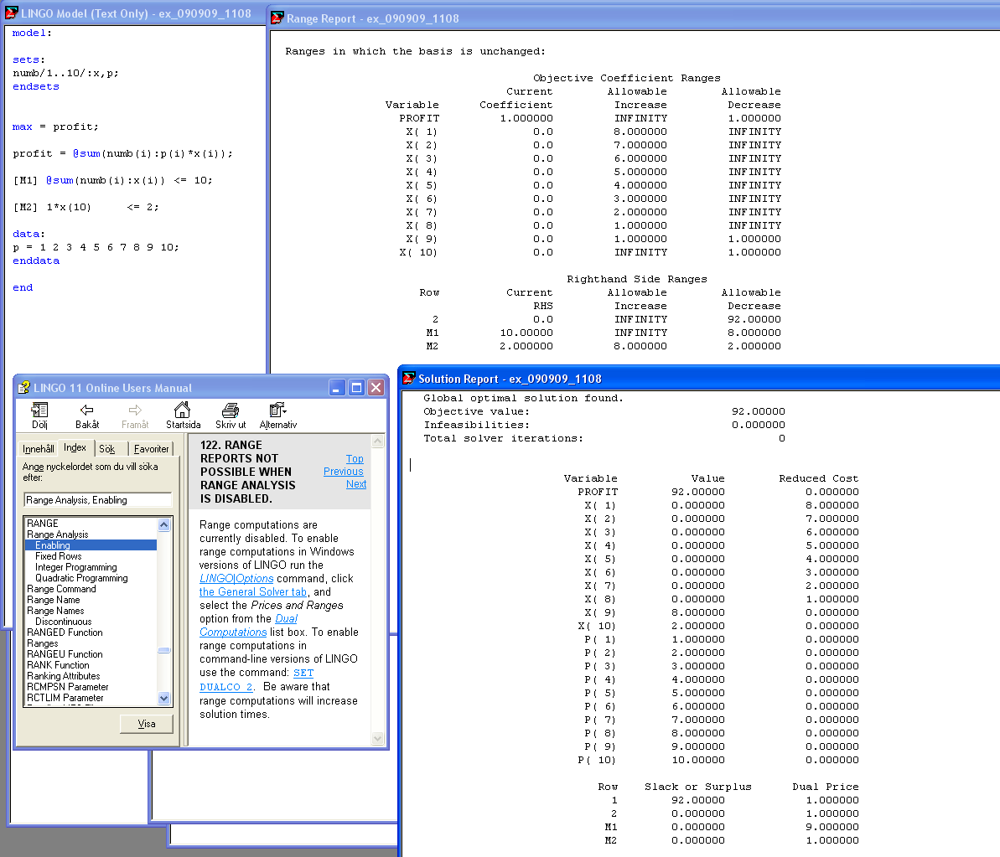 LINGO Model (Text Only) - ex_090909_1108
model:
sets:
numb/1..10/:x,p;
endsets
max = profit;
profit = @sum(numb(i):p(i)*x(i));
[M1] @sum(numb(i):x(i)) <= 10;
[M2] 1*x(10) <= 2;
data:
p = 1 2 3 4 5 6 7 8 9 10;
enddata
end
Range Report - ex_090909_1108
Ranges in which the basis is unchanged:
Objective Coefficient Ranges
Current Allowable Allowable
Variable Coefficient Increase Decrease
PROFIT 1.000000 INFINITY 1.000000
X( 1) 0.0 8.000000 INFINITY
X( 2) 0.0 7.000000 INFINITY
X( 3) 0.0 6.000000 INFINITY
X( 4) 0.0 5.000000 INFINITY
X( 5) 0.0 4.000000 INFINITY
X( 6) 0.0 3.000000 INFINITY
X( 7) 0.0 2.000000 INFINITY
X( 8) 0.0 1.000000 INFINITY
X( 9) 0.0 1.000000 1.000000
X( 10) 0.0 INFINITY 1.000000
Righthand Side Ranges
Row Current Allowable Allowable
RHS Increase Decrease
2 0.0 INFINITY 92.00000
M1 10.00000 INFINITY 8.000000
M2 2.000000 8.000000 2.000000
LINGO 11 Online Users Manual
Dölj Bakåt Framåt Startsida Skriv ut Alternativ
Innehåll Index Sök Favoriter
Ange nyckelordet som du vill söka
efter:
Range Analysis, Enabling
RANGE
Range Analysis
Enabling
Fixed Rows
Integer Programming
Quadratic Programming
Range Command
Range Name
Range Names
Discontinuous
RANGED Function
Ranges
RANGEU Function
RANK Function
Ranking Attributes
RCMPSN Parameter
RCTLIM Parameter
Visa
122. RANGE
REPORTS NOT
POSSIBLE WHEN
RANGE ANALYSIS
IS DISABLED.
Top
Previous
Next
Range computations are
currently disabled. To enable
range computations in Windows
versions of LINGO run the
LINGO|Options command, click
the General Solver tab, and
select the Prices and Ranges
option from the Dual
Computations list box. To enable
range computations in
command-line versions of LINGO
use the command: SET
DUALCO 2. Be aware that
range computations will increase
solution times.
Solution Report - ex_090909_1108
Global optimal solution found.
Objective value: 92.00000
Infeasibilities: 0.000000
Total solver iterations: 0
Variable Value Reduced Cost
PROFIT 92.00000 0.000000
X( 1) 0.000000 8.000000
X( 2) 0.000000 7.000000
X( 3) 0.000000 6.000000
X( 4) 0.000000 5.000000
X( 5) 0.000000 4.000000
X( 6) 0.000000 3.000000
X( 7) 0.000000 2.000000
X( 8) 0.000000 1.000000
X( 9) 8.000000 0.000000
X( 10) 2.000000 0.000000
P( 1) 1.000000 0.000000
P( 2) 2.000000 0.000000
P( 3) 3.000000 0.000000
P( 4) 4.000000 0.000000
P( 5) 5.000000 0.000000
P( 6) 6.000000 0.000000
P( 7) 7.000000 0.000000
P( 8) 8.000000 0.000000
P( 9) 9.000000 0.000000
P( 10) 10.00000 0.000000
Row Slack or Surplus Dual Price
1 92.00000 1.000000
2 0.000000 1.000000
M1 0.000000 9.000000
M2 0.000000 1.000000